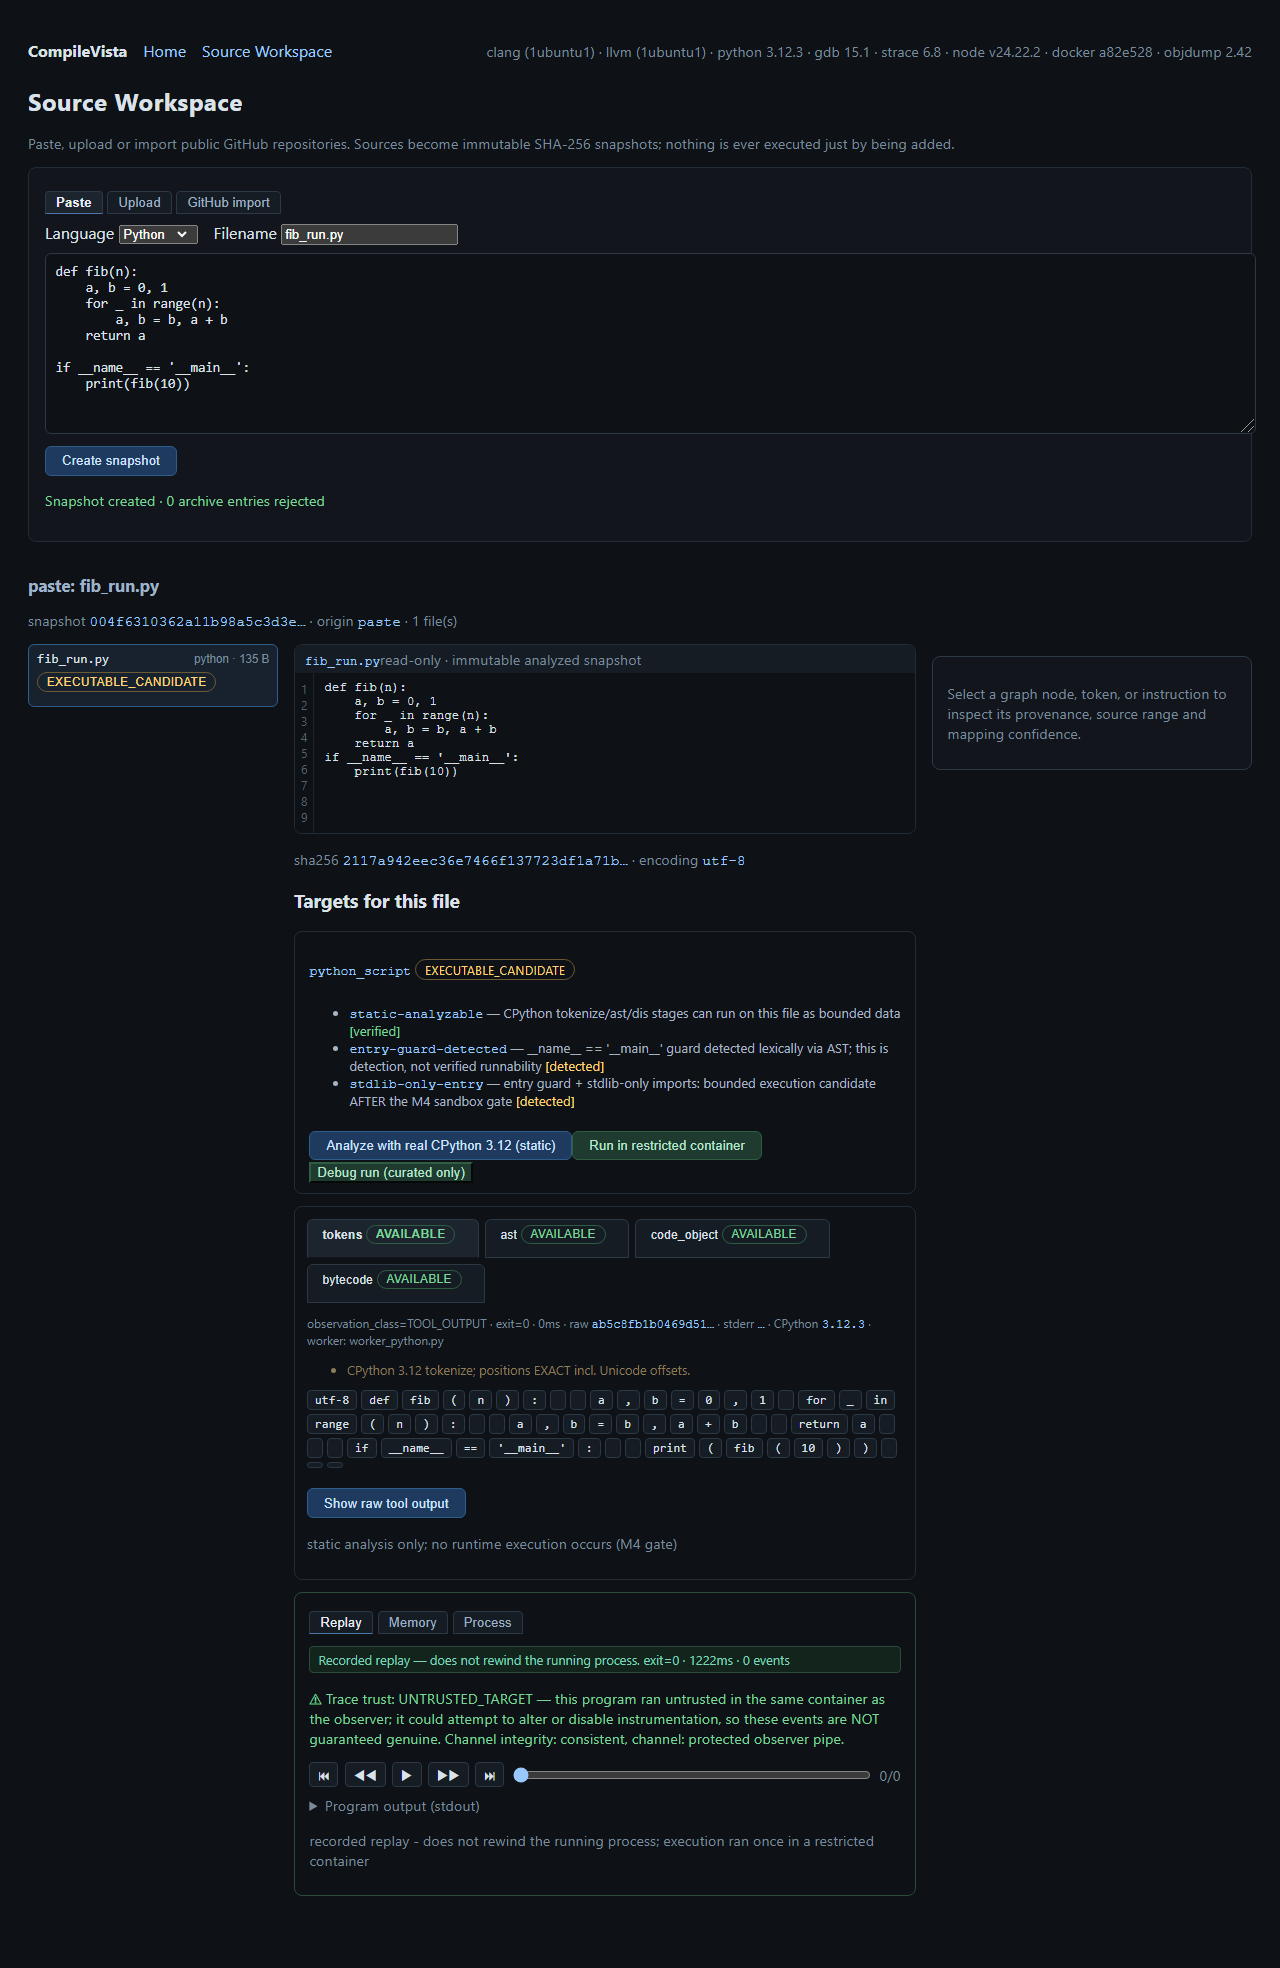 CompileVista Home Source Workspace clang (1ubuntu1) · llvm (1ubuntu1) · python 3.12.3 · gdb 15.1 · strace 6.8 · node v24.22.2 · docker a82e528 · objdump 2.42
Source Workspace
Paste, upload or import public GitHub repositories. Sources become immutable SHA-256 snapshots; nothing is ever executed just by being added.
Paste Upload GitHub import
Language Python Filename fib_run.py
def fib(n):
    a, b = 0, 1
    for _ in range(n):
        a, b = b, a + b
    return a
if __name__ == '__main__':
    print(fib(10))
Create snapshot
Snapshot created · 0 archive entries rejected
paste: fib_run.py
snapshot 004f6310362a11b98a5c3d3e… · origin paste · 1 file(s)
fib_run.py python · 135 B
EXECUTABLE_CANDIDATE
fib_run.py read-only · immutable analyzed snapshot
1 def fib(n):
2     a, b = 0, 1
3     for _ in range(n):
4         a, b = b, a + b
5     return a
6 if __name__ == '__main__':
7     print(fib(10))
8
9
Select a graph node, token, or instruction to
inspect its provenance, source range and
mapping confidence.
sha256 2117a942eec36e7466f137723df1a71b… · encoding utf-8
Targets for this file
python_script EXECUTABLE_CANDIDATE
• static-analyzable — CPython tokenize/ast/dis stages can run on this file as bounded data
[verified]
• entry-guard-detected — __name__ == '__main__' guard detected lexically via AST; this is
detection, not verified runnability [detected]
• stdlib-only-entry — entry guard + stdlib-only imports: bounded execution candidate
AFTER the M4 sandbox gate [detected]
Analyze with real CPython 3.12 (static) Run in restricted container
Debug run (curated only)
tokens AVAILABLE ast AVAILABLE code_object AVAILABLE
bytecode AVAILABLE
observation_class=TOOL_OUTPUT · exit=0 · 0ms · raw ab5c8fb1b0469d51… · stderr … · CPython 3.12.3 ·
worker: worker_python.py
• CPython 3.12 tokenize; positions EXACT incl. Unicode offsets.
utf-8 def fib ( n ) : a , b = 0 , 1 for _ in
range ( n ) : a , b = b , a + b return a
if __name__ == '__main__' : print ( fib ( 10 ) )
Show raw tool output
static analysis only; no runtime execution occurs (M4 gate)
Replay Memory Process
Recorded replay — does not rewind the running process. exit=0 · 1222ms · 0 events
⚠ Trace trust: UNTRUSTED_TARGET — this program ran untrusted in the same container as
the observer; it could attempt to alter or disable instrumentation, so these events are NOT
guaranteed genuine. Channel integrity: consistent, channel: protected observer pipe.
⏮ ◀◀ ▶ ▶▶ ⏭ 0/0
▶ Program output (stdout)
recorded replay - does not rewind the running process; execution ran once in a restricted
container